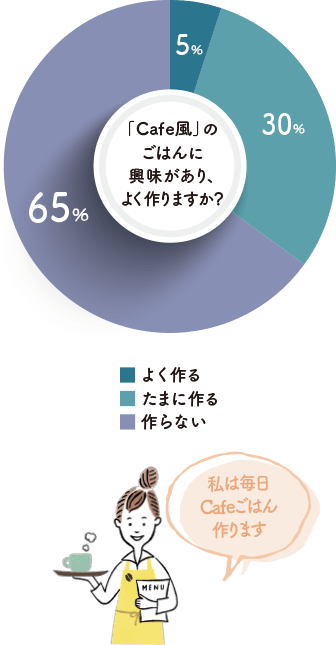 5%
30%
「Cafe風」の
ごはんに
興味があり、
よく作りますか?
65%
よく作る
たまに作る
作らない
私は毎日
Cafeごはん
作ります
MENU